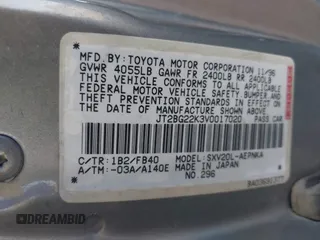 MFD.BY:TOYOTA MOTOR CORPORATION 11/96
GVWR 4055LB GAWR FR 2400LB RR 2400LB
THIS VEHICLE CONFORMS TO ALL APPLICABLE
FEDERAL MOTOR VEHICLE SAFETY, BUMPER,
AND THEFT PREVENTION STANDARDS IN EFFECT
ON THE DATE OF MANUFACTURE SHOWN ABOVE.
JT2BG22K3V0017020 PASS.CAR
C/TR:1B2/FB40 MODEL:SXV20L-AEPNKA
A/TM:-03A/A140E MADE IN JAPAN
NO.296